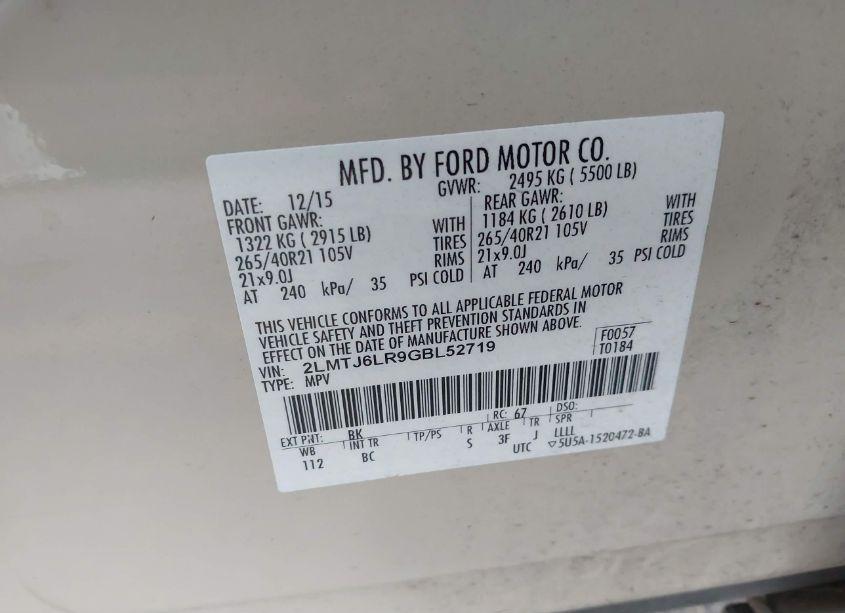 MFD. BY FORD MOTOR CO.
DATE: 12/15 GVWR: 2495 KG ( 5500 LB)
FRONT GAWR: WITH
1322 KG ( 2915 LB) TIRES
265/40R21 105V RIMS
21x9.0J
AT 240 kPa/ 35 PSI COLD
REAR GAWR: WITH
1184 KG ( 2610 LB) TIRES
265/40R21 105V RIMS
21x9.0J
AT 240 kPa/ 35 PSI COLD
THIS VEHICLE CONFORMS TO ALL APPLICABLE FEDERAL MOTOR
VEHICLE SAFETY AND THEFT PREVENTION STANDARDS IN
EFFECT ON THE DATE OF MANUFACTURE SHOWN ABOVE.
VIN: 2LMTJ6LR9GBL52719
TYPE: MPV
F0057
T0184
EXT PNT: BK RC: 67 DSO:
WB INT TR TP/PS R AXLE TR SPR
112 BC S 3F J LLLL
UTC ▽5U5A-1520472-BA